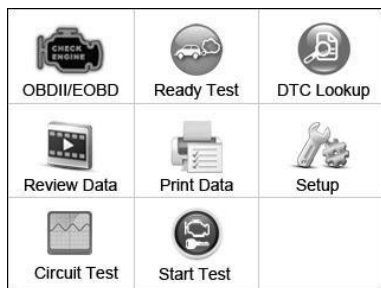 CHECK
ENGINE
OBDII/EOBD
Ready Test
DTC Lookup
Review Data
Print Data
Setup
Circuit Test
Start Test